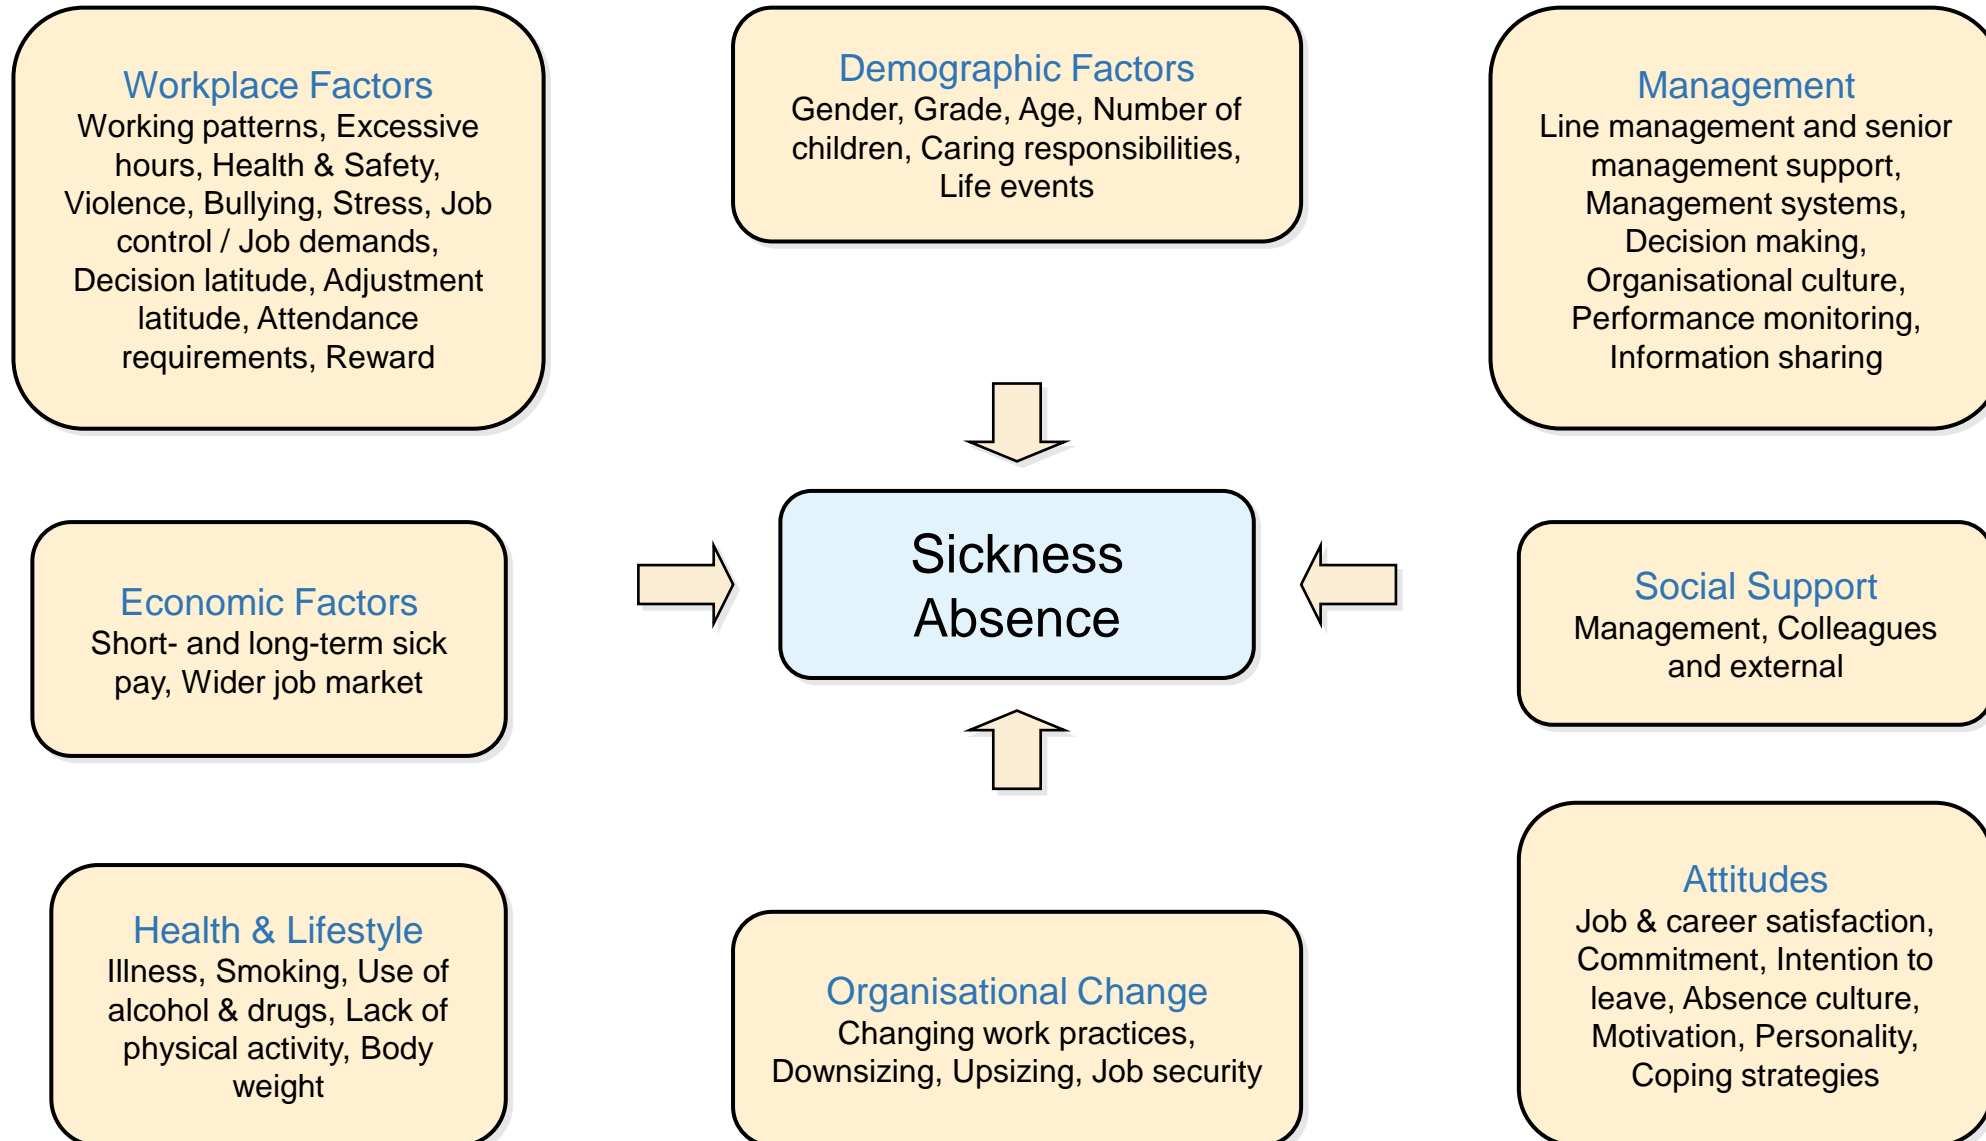 Workplace Factors
Working patterns, Excessive
hours, Health & Safety,
Violence, Bullying, Stress, Job
control / Job demands,
Decision latitude, Adjustment
latitude, Attendance
requirements, Reward
Demographic Factors
Gender, Grade, Age, Number of
children, Caring responsibilities,
Life events
Management
Line management and senior
management support,
Management systems,
Decision making,
Organisational culture,
Performance monitoring,
Information sharing
Economic Factors
Short- and long-term sick
pay, Wider job market
Sickness
Absence
Social Support
Management, Colleagues
and external
Health & Lifestyle
Illness, Smoking, Use of
alcohol & drugs, Lack of
physical activity, Body
weight
Organisational Change
Changing work practices,
Downsizing, Upsizing, Job security
Attitudes
Job & career satisfaction,
Commitment, Intention to
leave, Absence culture,
Motivation, Personality,
Coping strategies